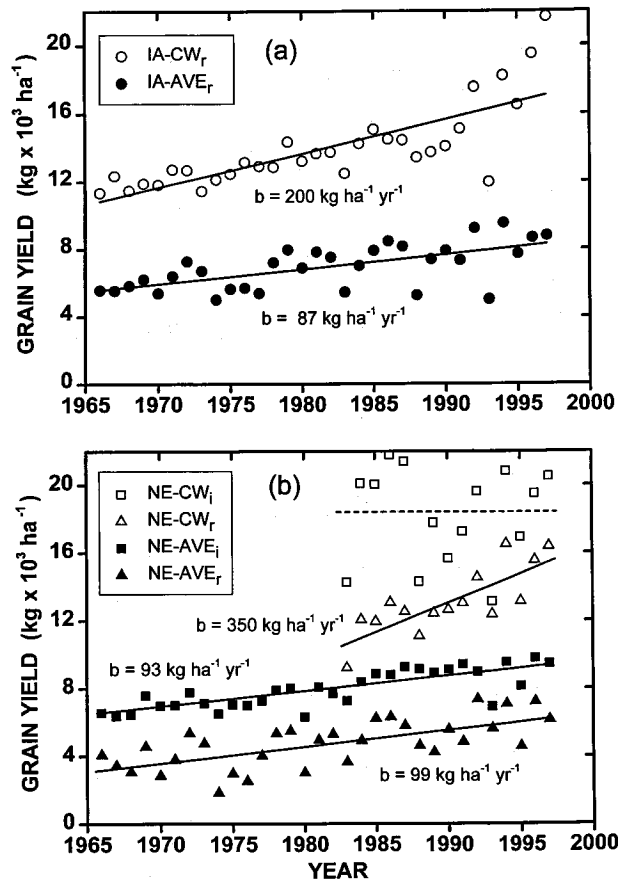 (a)
IA-CWr
IA-AVEr
b = 200 kg ha⁻¹ yr⁻¹
b = 87 kg ha⁻¹ yr⁻¹
GRAIN YIELD (kg x 10³ ha⁻¹)
20
16
12
8
4
0
1965 1970 1975 1980 1985 1990 1995 2000
(b)
NE-CWi
NE-CWr
NE-AVEi
NE-AVEr
b = 350 kg ha⁻¹ yr⁻¹
b = 93 kg ha⁻¹ yr⁻¹
b = 99 kg ha⁻¹ yr⁻¹
GRAIN YIELD (kg x 10³ ha⁻¹)
20
16
12
8
4
0
1965 1970 1975 1980 1985 1990 1995 2000
YEAR